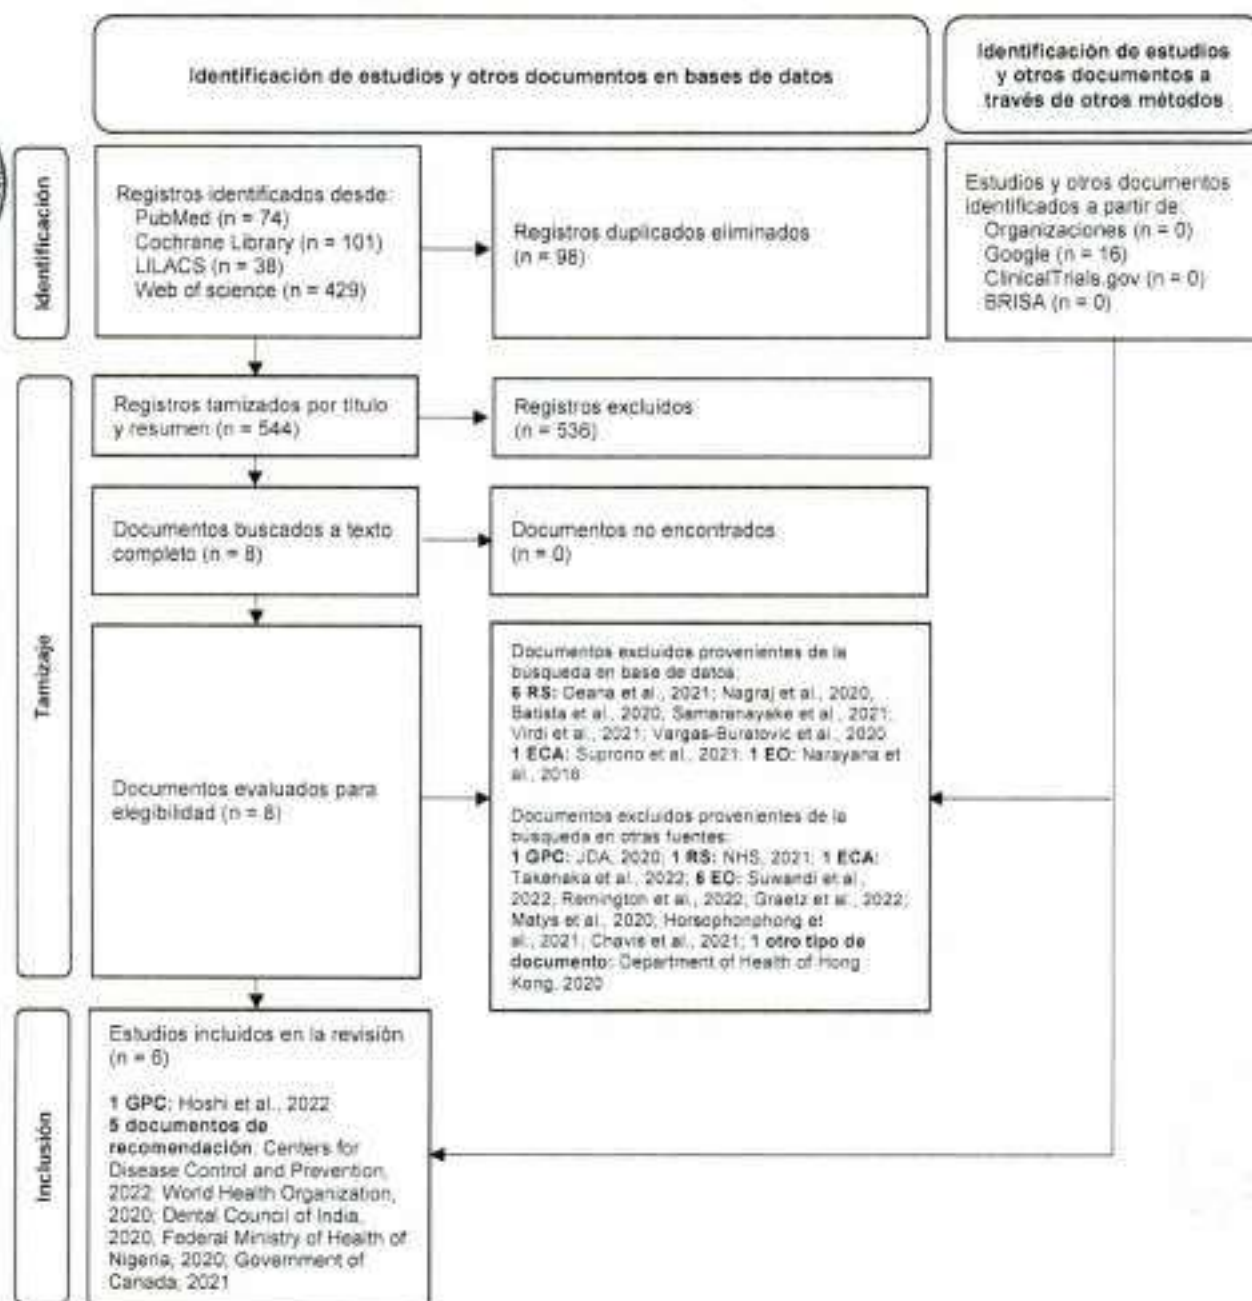 Identificación de estudios y otros documentos en bases de datos
Identificación de estudios
y otros documentos a
través de otros métodos
Identificación
Registros identificados desde:
PubMed (n = 74)
Cochrane Library (n = 101)
LILACS (n = 38)
Web of science (n = 429)
Registros duplicados eliminados
(n = 98)
Estudios y otros documentos
identificados a partir de:
Organizaciones (n = 0)
Google (n = 16)
ClinicalTrials.gov (n = 0)
BRISA (n = 0)
Tamizaje
Registros tamizados por título
y resumen (n = 544)
Registros excluidos
(n = 536)
Documentos buscados a texto
completo (n = 8)
Documentos no encontrados
(n = 0)
Documentos evaluados para
elegibilidad (n = 8)
Documentos excluidos provenientes de la
búsqueda en base de datos:
6 RS: Deana et al., 2021; Nagraj et al., 2020,
Batista et al., 2020; Samaranayake et al., 2021;
Virdi et al., 2021; Vargas-Buratovic et al., 2020
1 ECA: Suprono et al., 2021; 1 EO: Narayana et
al., 2018
Documentos excluidos provenientes de la
búsqueda en otras fuentes:
1 GPC: JDA, 2020; 1 RS: NHS, 2021; 1 ECA:
Takenaka et al., 2022; 6 EO: Suwandi et al.,
2022; Remington et al., 2022; Graetz et al., 2022;
Matys et al., 2020; Horsophonphong et
al., 2021; Chavis et al., 2021; 1 otro tipo de
documento: Department of Health of Hong
Kong, 2020
Inclusión
Estudios incluidos en la revisión
(n = 6)
1 GPC: Hoshi et al., 2022
5 documentos de
recomendación: Centers for
Disease Control and Prevention,
2022; World Health Organization,
2020; Dental Council of India,
2020, Federal Ministry of Health of
Nigeria, 2020; Government of
Canada, 2021